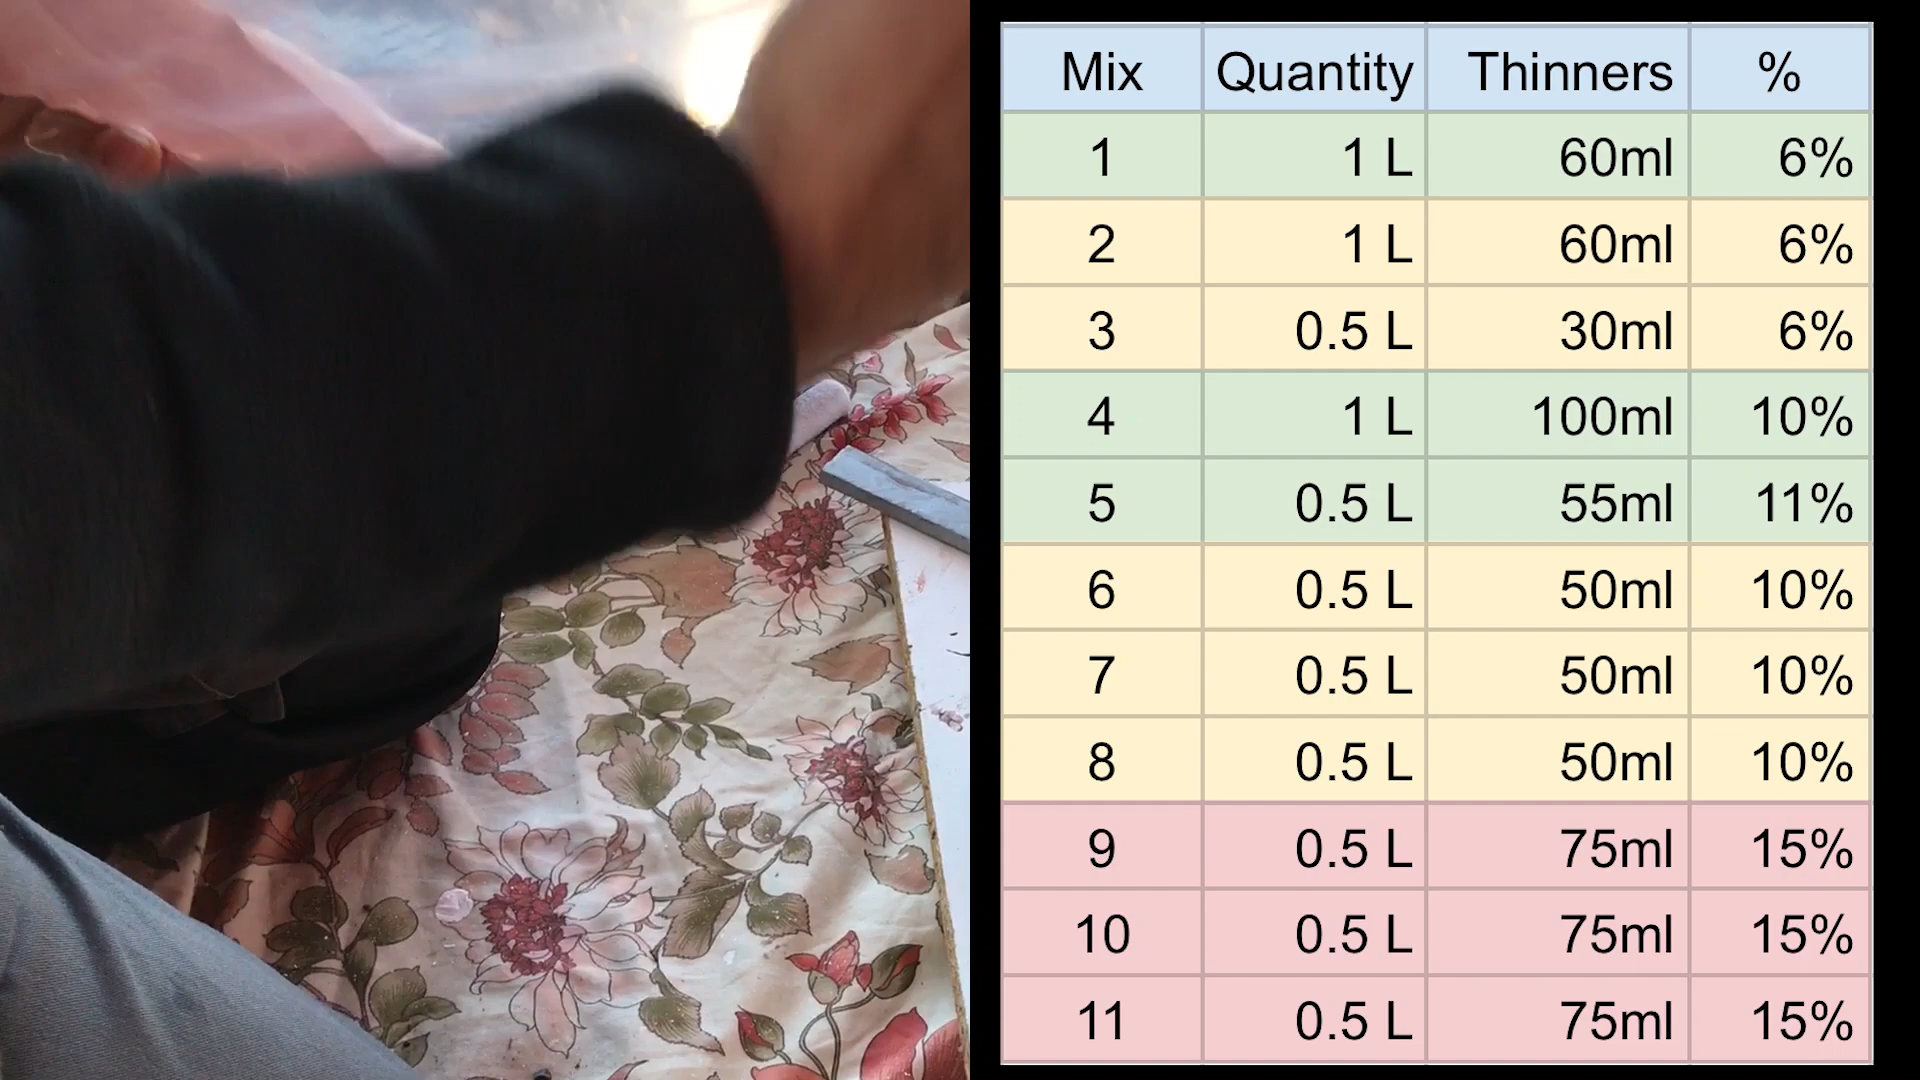 Mix Quantity Thinners %
1 1 L 60ml 6%
2 1 L 60ml 6%
3 0.5 L 30ml 6%
4 1 L 100ml 10%
5 0.5 L 55ml 11%
6 0.5 L 50ml 10%
7 0.5 L 50ml 10%
8 0.5 L 50ml 10%
9 0.5 L 75ml 15%
10 0.5 L 75ml 15%
11 0.5 L 75ml 15%